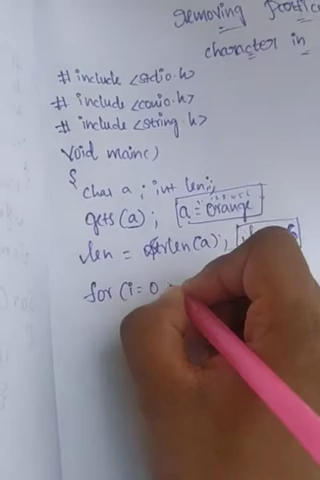 removing
character in
# include <stdio.h>
# include <conio.h>
# include <string.h>
void main()
{
char a ; int len,i;
gets(a) ; a = orange
len = strlen(a) ;
for (i=0 ;